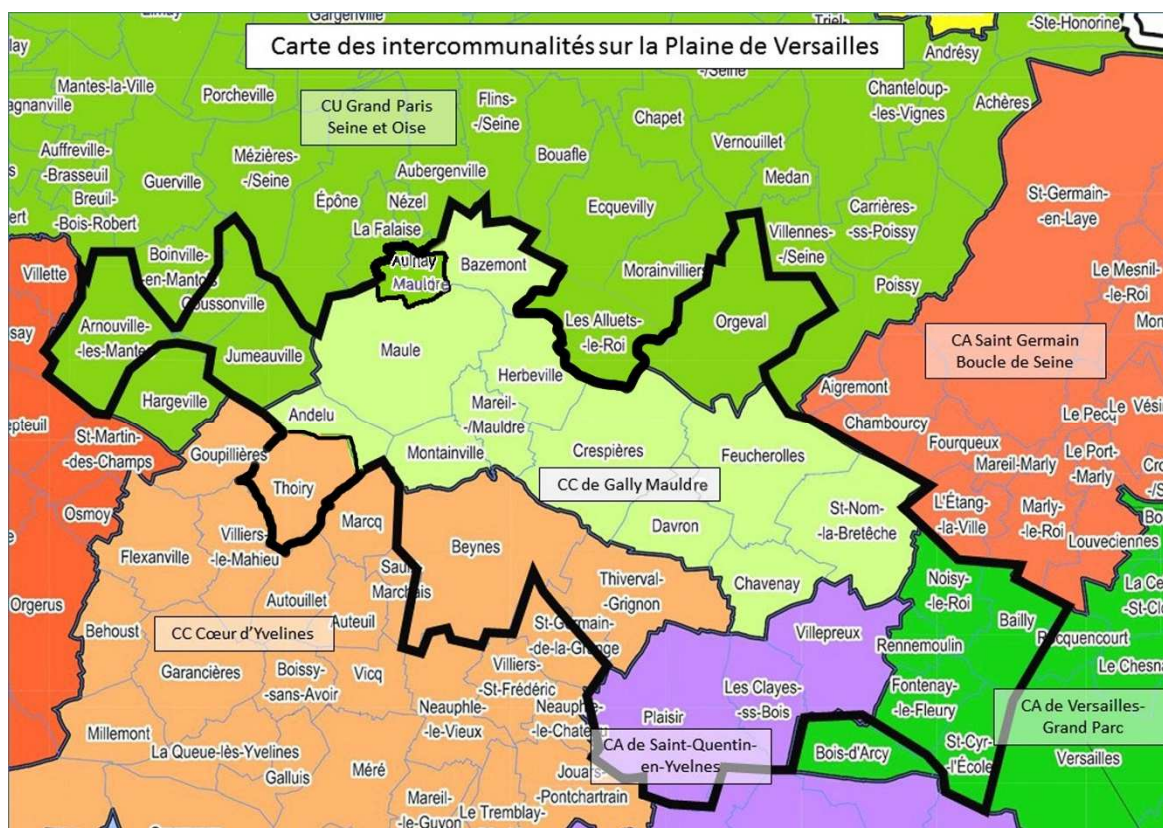 Carte des intercommunalités sur la Plaine de Versailles
Gargenville
-Ste-Honorine
-/Seine
Andrésy
Mantes-la-Ville
Porcheville
Flins-
-/Seine
Chapet
Chanteloup-
-les-Vignes
Achères
CU Grand Paris
Seine et Oise
Vernouillet
Auffreville-
-Brasseuil
Mézières-
-/Seine
Bouafle
Guerville
Aubergenville
Medan
Breuil-
-Bois-Robert
Épône
Nézel
Ecquevilly
Carrières-
-ss-Poissy
St-Germain-
-en-Laye
La Falaise
Villennes-
-/Seine
Boinville-
-en-Mantois
Villette
Aulnay
Mauldre
Bazemont
Morainvilliers
Poissy
Le Mesnil-
-le-Roi
Goussonville
Arnouville-
-les-Mantes
Les Alluets-
-le-Roi
Orgeval
Jumeauville
Maule
CA Saint Germain
Boucle de Seine
Herbeville
Aigremont
Hargeville
Andelu
Mareil-
-/Mauldre
Chambourcy
Le Pecq
Le Vési
St-Martin-
-des-Champs
Goupillières
Montainville
Crespières
Feucherolles
Fourqueux
Mareil-Marly
Le Port-
-Marly
Thoiry
CC de Gally Mauldre
L'Étang-
-la-Ville
Marly-
-le-Roi
Osmoy
Marcq
St-Nom-
-la-Bretêche
Davron
Villiers-
-le-Mahieu
Flexanville
Beynes
Louveciennes
Saulx
Marchais
Thiverval-
-Grignon
Chavenay
Noisy-
-le-Roi
Orgerus
Autouillet
Auteuil
Bailly
Behoust
CC Cœur d'Yvelines
St-Germain-
-de-la-Grange
Villepreux
Rennemoulin
Rocquencourt
Garancières
Boissy-
-sans-Avoir
Vicq
Villiers-
-St-Frédéric
Les Clayes-
-ss-Bois
Fontenay-
-le-Fleury
Le Chesna
Neauphle-
-le-Vieux
Neauphle-
-le-Chateau
Plaisir
CA de Versailles-
Grand Parc
Millemont
La Queue-lès-Yvelines
CA de Saint-Quentin-
en-Yvelnes
Bois-d'Arcy
St-Cyr-
-l'École
Versailles
Galluis
Méré
Jouars-
-Pontchartrain
Mareil-
-le-Guyon
Le Tremblay-